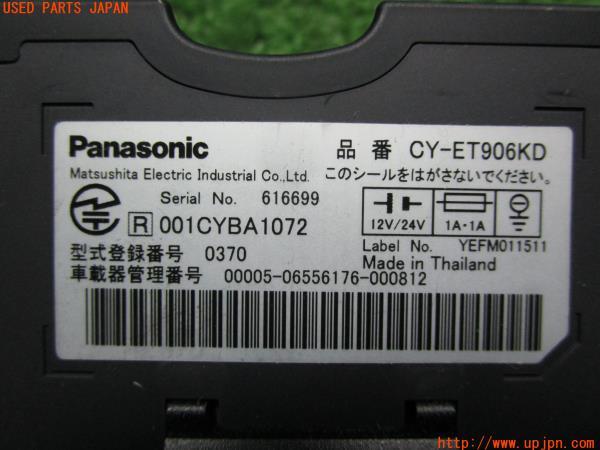 USED PARTS JAPAN
Panasonic
品 番 CY-ET906KD
Matsushita Electric Industrial Co.,Ltd.
このシールをはがさないでください。
Serial No. 616699
R 001CYBA1072
12V/24V
1A・1A
Label No. YEFM011511
型式登録番号 0370
Made in Thailand
車載器管理番号 00005-06556176-000812
http://www.upjpn.com/